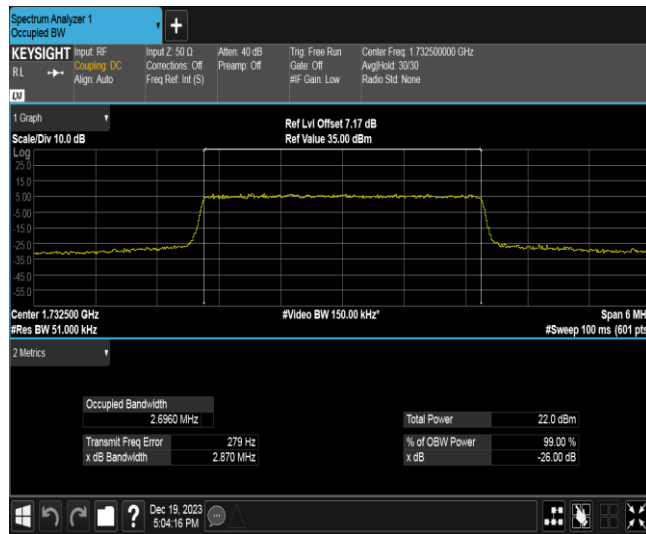 Spectrum Analyzer 1
Occupied BW
+
KEYSIGHT
RL
LXI
Input: RF
Coupling: DC
Align: Auto
Input Z: 50 Ω
Corrections: Off
Freq Ref: Int (S)
Atten: 40 dB
Preamp: Off
Trig: Free Run
Gate: Off
#IF Gain: Low
Center Freq: 1.732500000 GHz
Avg|Hold: 30/30
Radio Std: None
1 Graph
Scale/Div 10.0 dB
Ref Lvl Offset 7.17 dB
Ref Value 35.00 dBm
Log
25.0
15.0
5.00
-5.00
-15.0
-25.0
-35.0
-45.0
-55.0
Center 1.732500 GHz
#Video BW 150.00 kHz*
Span 6 MH
#Res BW 51.000 kHz
#Sweep 100 ms (601 pts
2 Metrics
Occupied Bandwidth
2.6960 MHz
Total Power 22.0 dBm
Transmit Freq Error 279 Hz
% of OBW Power 99.00 %
x dB Bandwidth 2.870 MHz
x dB -26.00 dB
?
Dec 19, 2023
5:04:16 PM